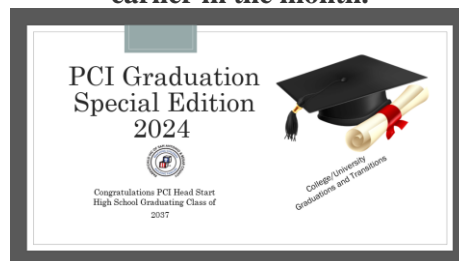 earlier in the month.
PCI Graduation
Special Edition
2024
Congratulations PCI Head Start
High School Graduating Class of
2037
College/University
Graduations and Transitions